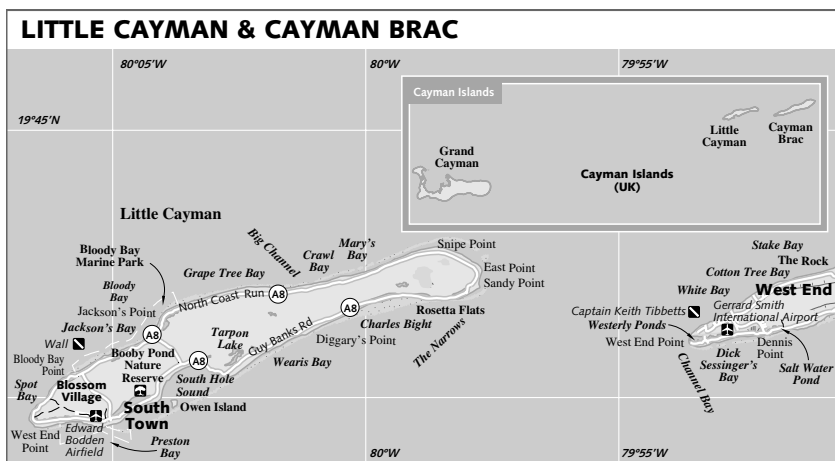 LITTLE CAYMAN & CAYMAN BRAC
80°05'W
80°W
79°55'W
19°45'N
Cayman Islands
Grand
Cayman
Little
Cayman
Cayman
Brac
Cayman Islands
(UK)
Little Cayman
Bloody Bay
Marine Park
Bloody
Bay
Jackson's Point
Jackson's Bay
Wall
Bloody Bay
Point
Spot
Bay
Blossom
Village
West End
Point
Edward
Bodden
Airfield
Preston
Bay
South
Town
Booby Pond
Nature
Reserve
Owen Island
South Hole
Sound
Tarpon
Lake
Grape Tree Bay
North Coast Run
A8
A8
A8
A8
Big Channel
Crawl
Bay
Mary's
Bay
Snipe Point
East Point
Sandy Point
Rosetta Flats
The Narrows
Charles Bight
Diggary's Point
Guy Banks Rd
Wearis Bay
Stake Bay
The Rock
Cotton Tree Bay
West End
White Bay
Gerrard Smith
International Airport
Captain Keith Tibbetts
Westerly Ponds
West End Point
Channel Bay
Dick
Sessinger's
Bay
Dennis
Point
Salt Water
Pond
80°W
79°55'W